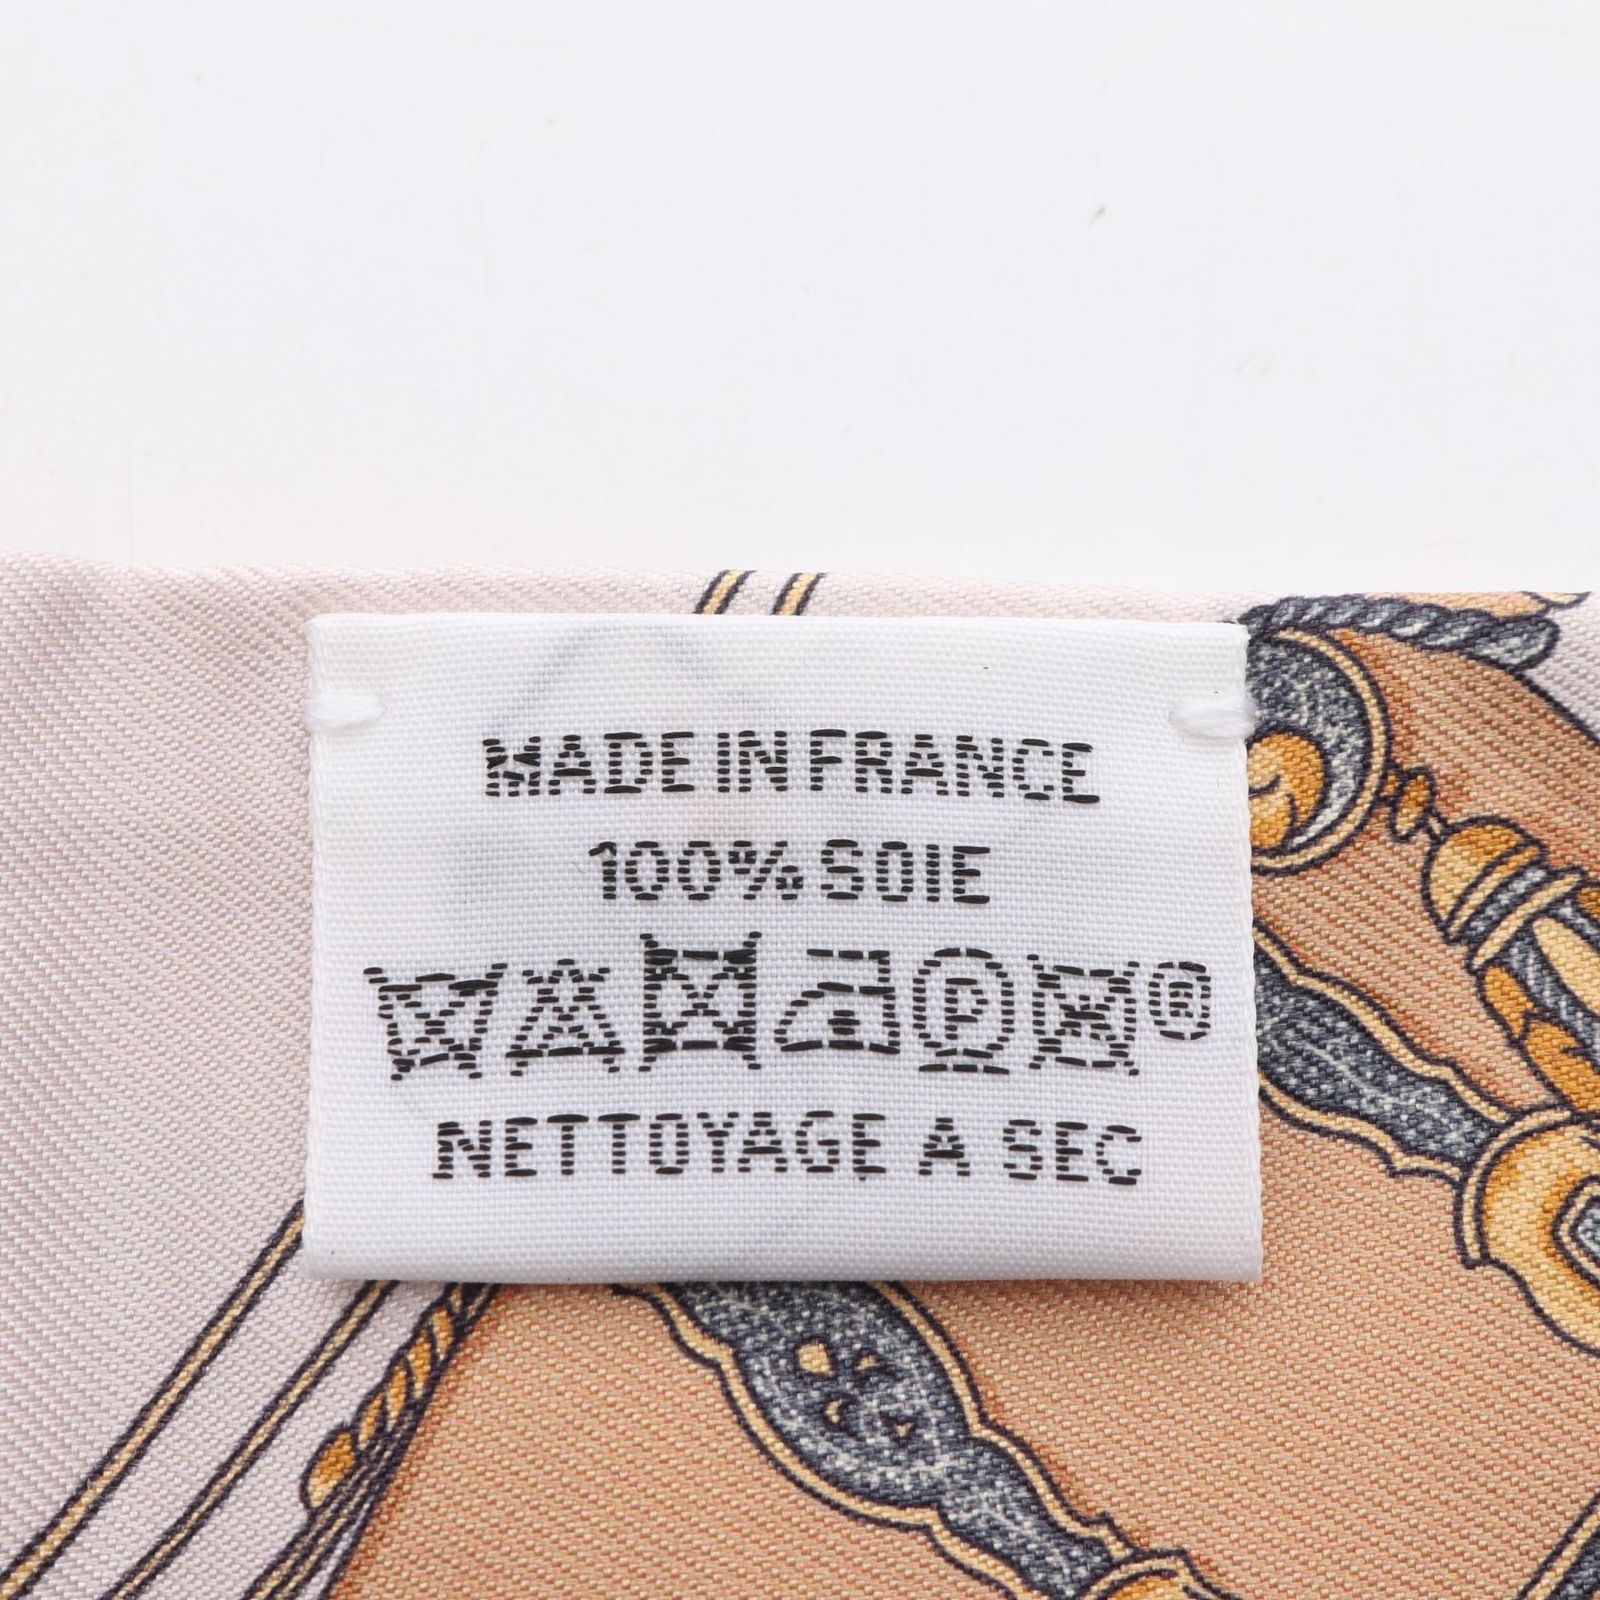 MADE IN FRANCE
100% SOIE
P W
NETTOYAGE A SEC